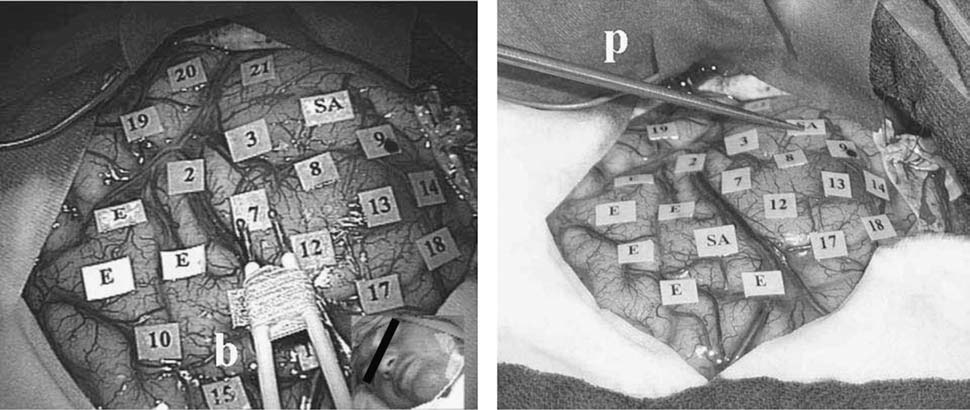 20 21
19 3 SA
2 8 9
E 7 13 14
E E 12 18
17
10 b
15
p
19 3 SA
2 8 9
E 7 13 14
E E 12
E SA 17 18
E E